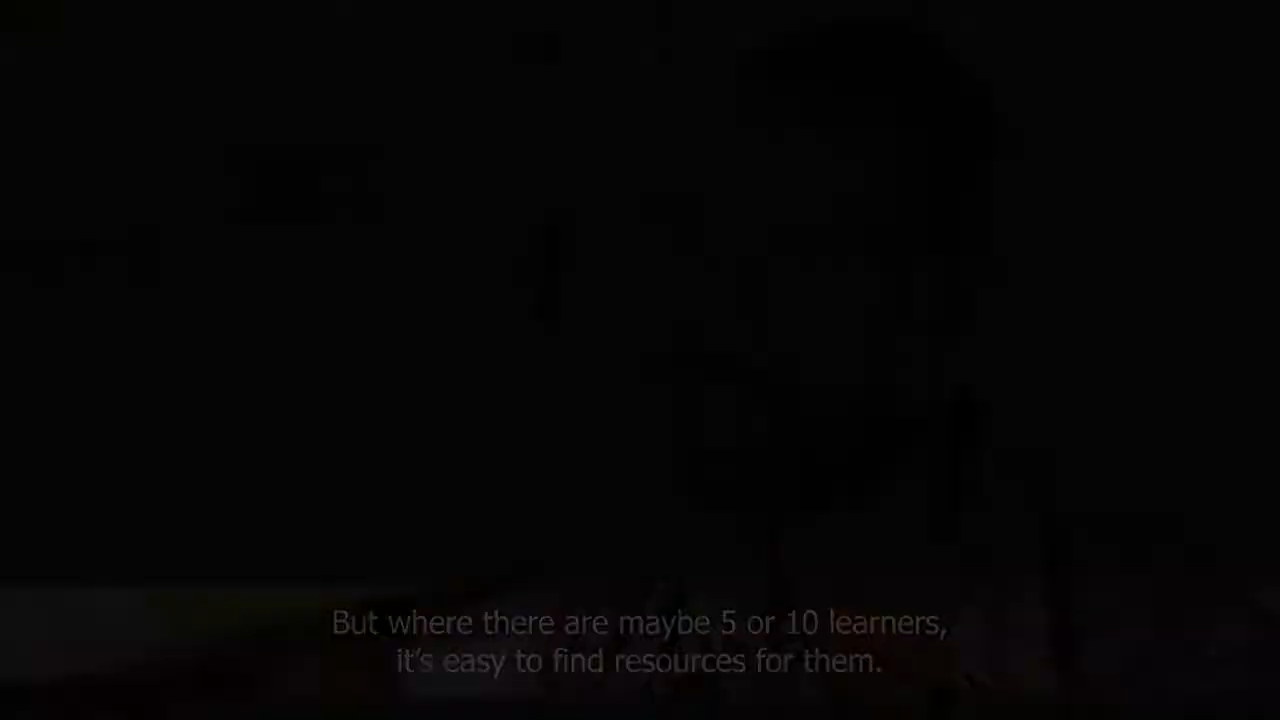 But where there are maybe 5 or 10 learners,
it's easy to find resources for them.